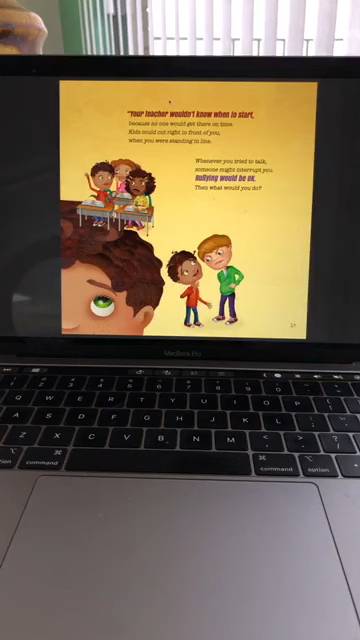 "Your teacher wouldn't know when to start,
because no one would get there on time.
Kids could cut right in front of you,
when you were standing in line.
Whenever you tried to talk,
someone might interrupt you.
Bullying would be OK.
Then what would you do?
MacBook Pro
Q W E R T Y U I O P
A S D F G H J K L
Z X C V B N M
command
command
option